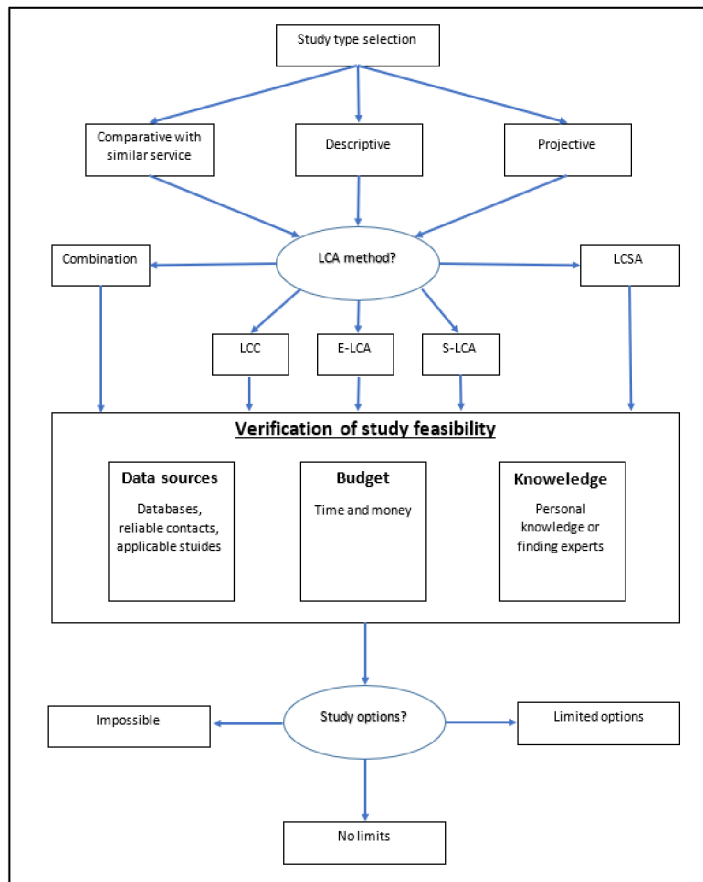 Study type selection
Comparative with
similar service
Descriptive
Projective
Combination
LCA method?
LCSA
LCC
E-LCA
S-LCA
Verification of study feasibility
Data sources
Databases,
reliable contacts,
applicable stuides
Budget
Time and money
Knoweledge
Personal
knowledge or
finding experts
Impossible
Study options?
Limited options
No limits